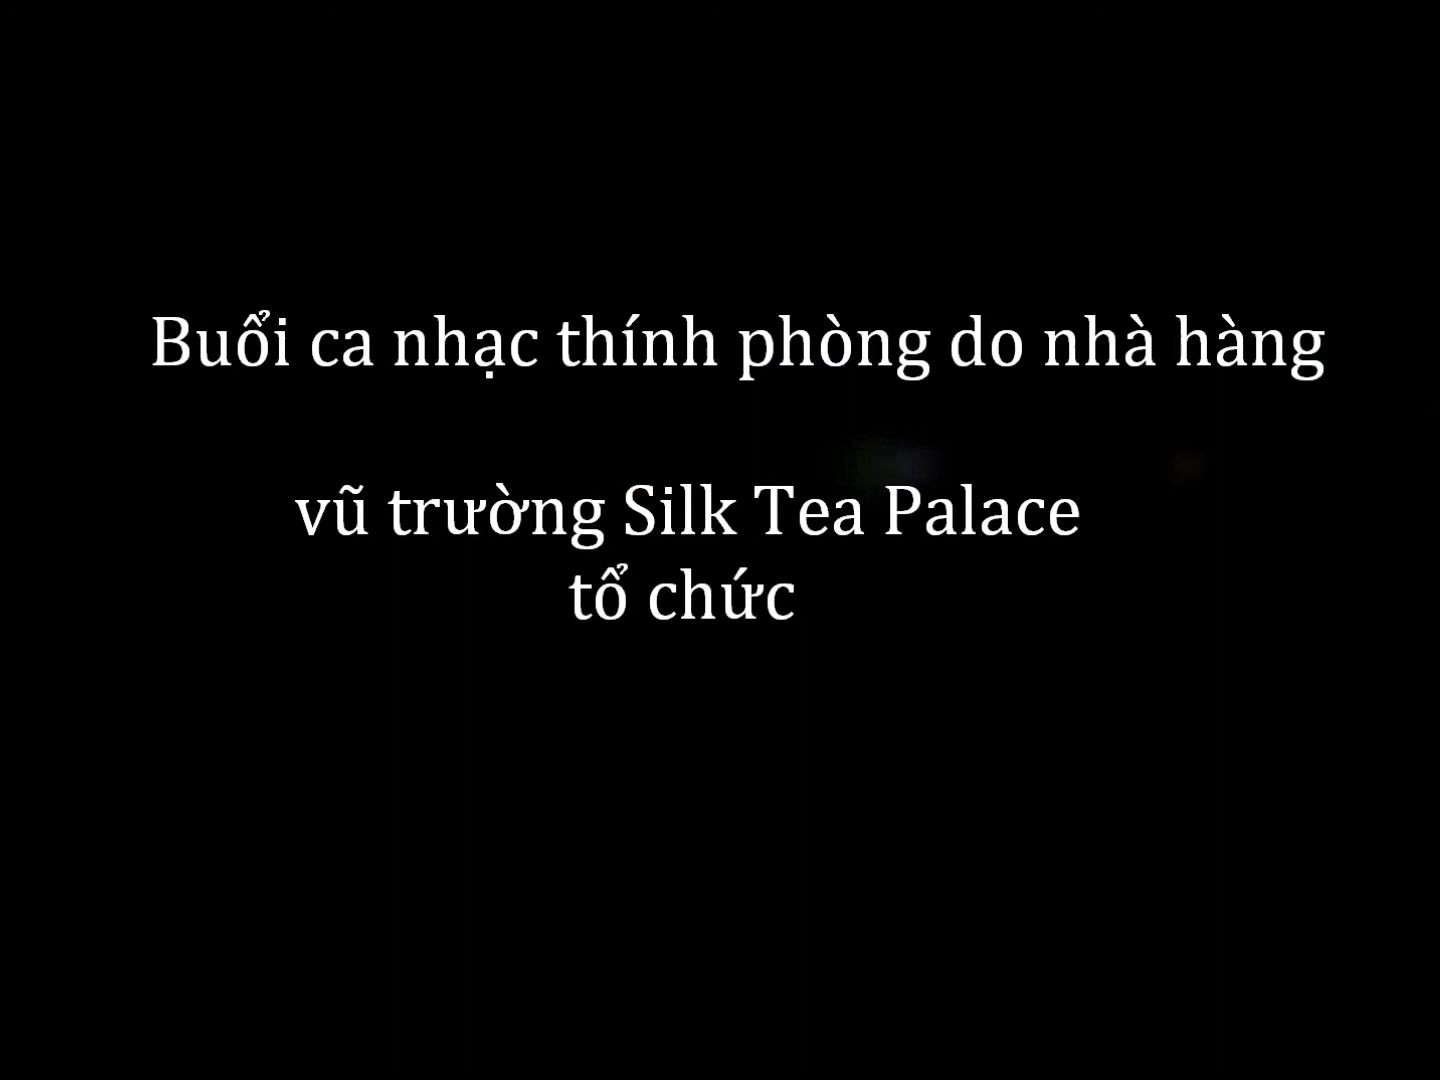 Buổi ca nhạc thính phòng do nhà hàng
vũ trường Silk Tea Palace
tổ chức